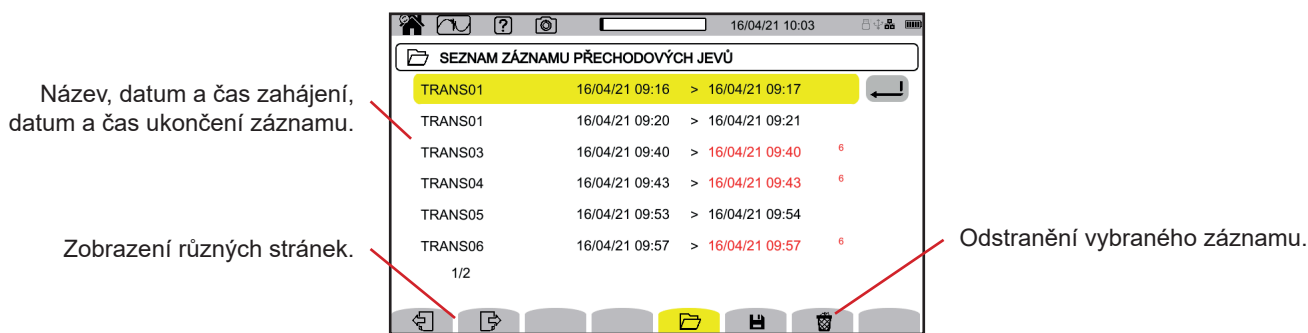 ? 16/04/21 10:03
SEZNAM ZÁZNAMU PŘECHODOVÝCH JEVŮ
Název, datum a čas zahájení,
datum a čas ukončení záznamu.
TRANS01 16/04/21 09:16 > 16/04/21 09:17
TRANS01 16/04/21 09:20 > 16/04/21 09:21
TRANS03 16/04/21 09:40 > 16/04/21 09:40 6
TRANS04 16/04/21 09:43 > 16/04/21 09:43 6
TRANS05 16/04/21 09:53 > 16/04/21 09:54
TRANS06 16/04/21 09:57 > 16/04/21 09:57 6
1/2
Zobrazení různých stránek.
Odstranění vybraného záznamu.